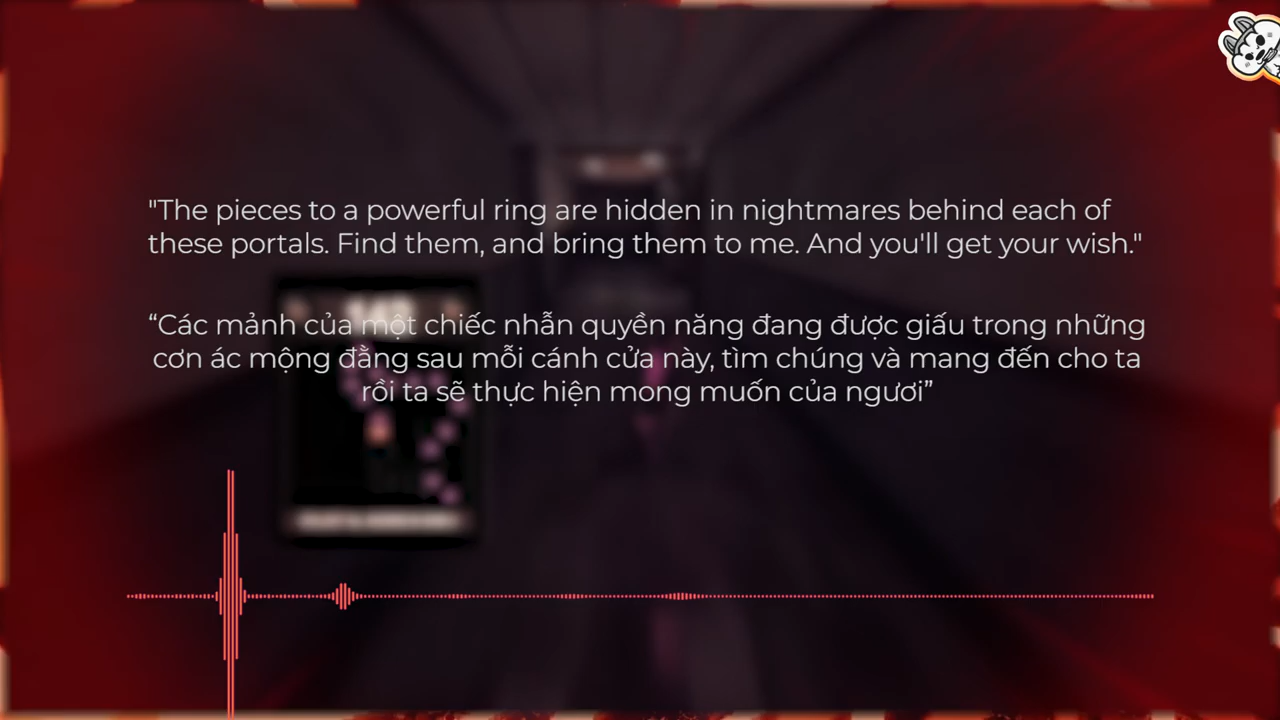 "The pieces to a powerful ring are hidden in nightmares behind each of
these portals. Find them, and bring them to me. And you'll get your wish."
“Các mảnh của một chiếc nhẫn quyền năng đang được giấu trong những
cơn ác mộng đằng sau mỗi cánh cửa này, tìm chúng và mang đến cho ta
rồi ta sẽ thực hiện mong muốn của ngươi”